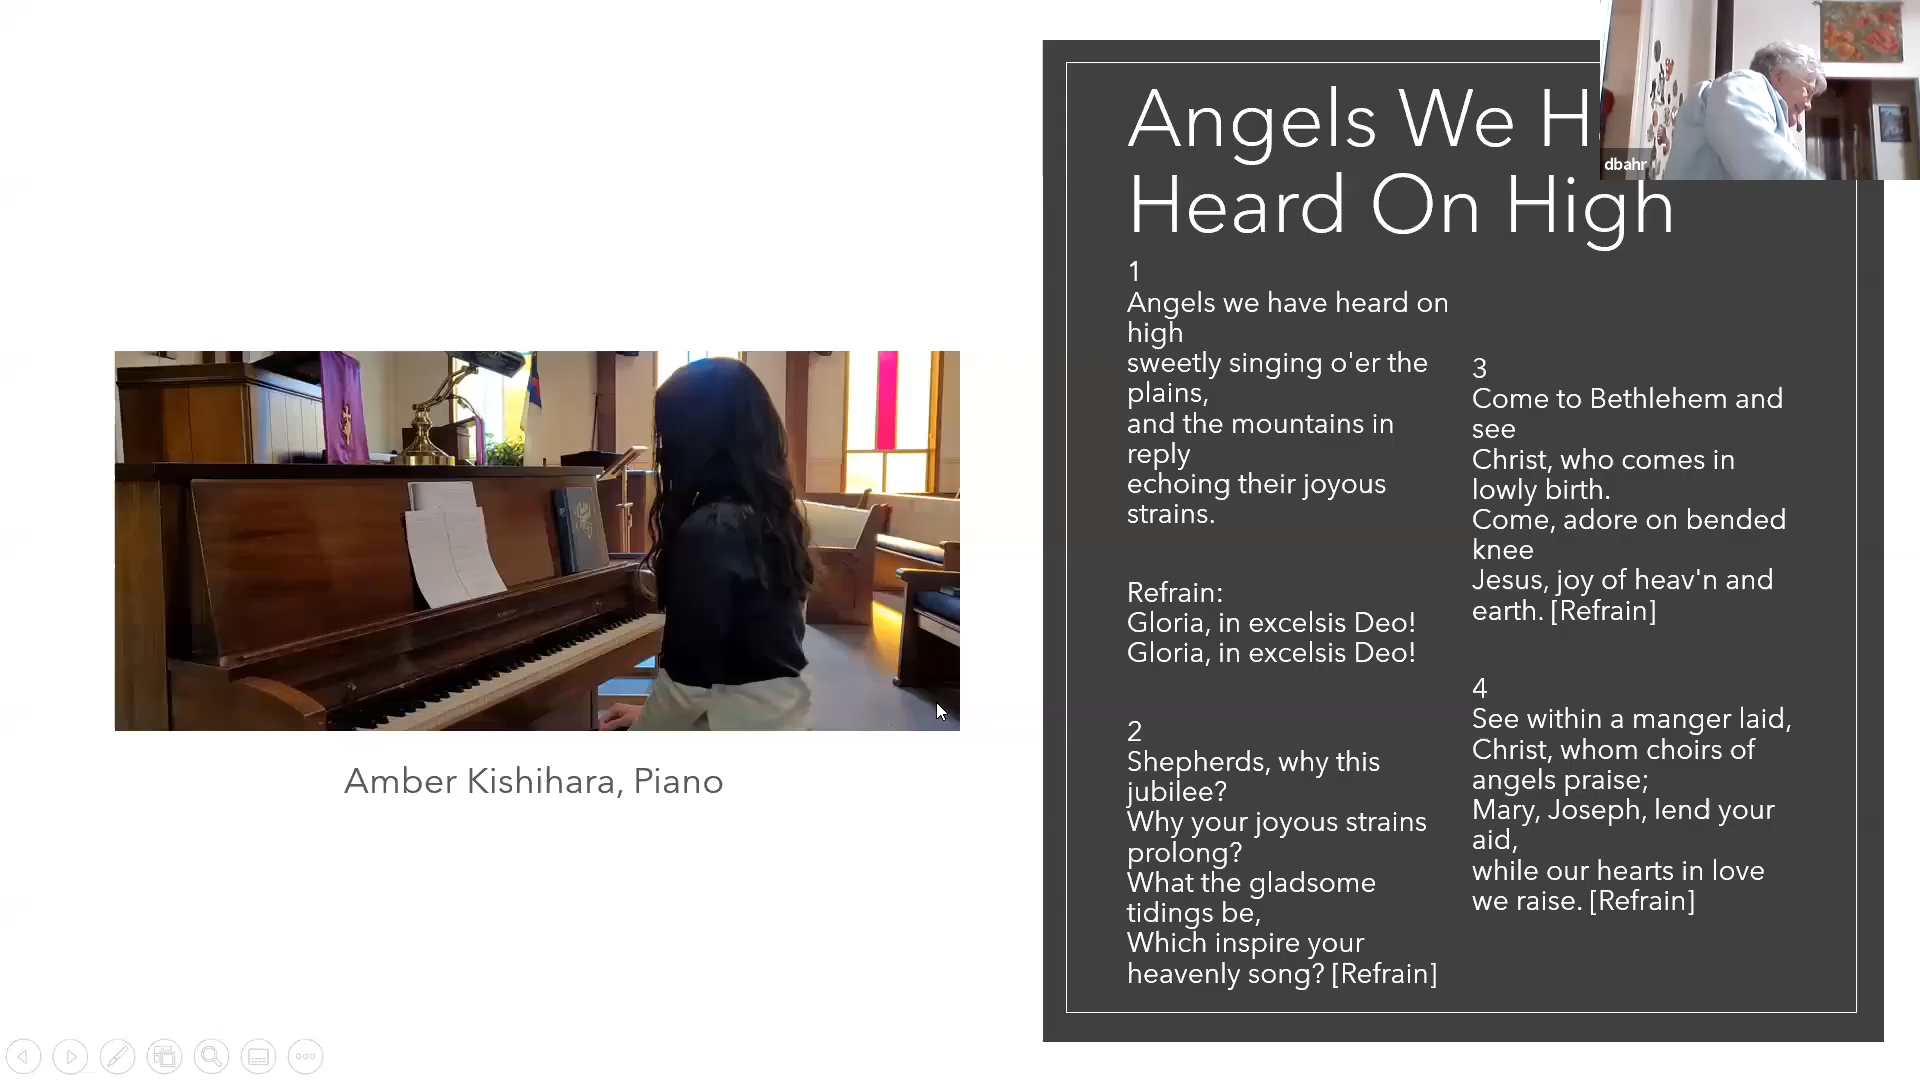 Angels We H
Heard On High
dbahr
1
Angels we have heard on
high
sweetly singing o'er the
plains,
and the mountains in
reply
echoing their joyous
strains.
Refrain:
Gloria, in excelsis Deo!
Gloria, in excelsis Deo!
2
Shepherds, why this
jubilee?
Why your joyous strains
prolong?
What the gladsome
tidings be,
Which inspire your
heavenly song? [Refrain]
3
Come to Bethlehem and
see
Christ, who comes in
lowly birth.
Come, adore on bended
knee
Jesus, joy of heav'n and
earth. [Refrain]
4
See within a manger laid,
Christ, whom choirs of
angels praise;
Mary, Joseph, lend your
aid,
while our hearts in love
we raise. [Refrain]
Amber Kishihara, Piano